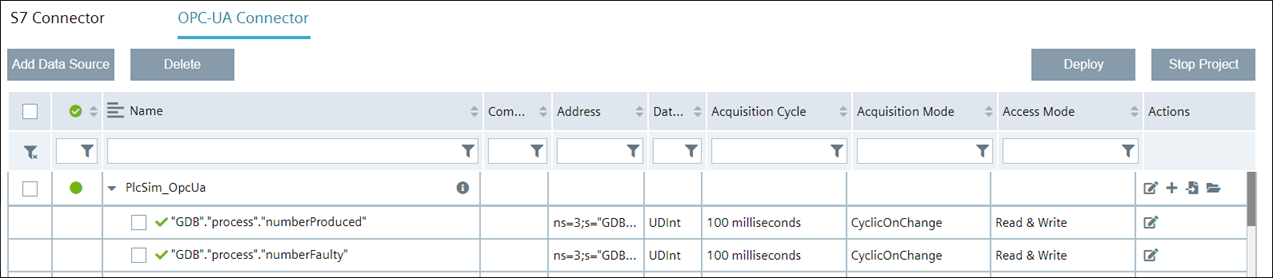 S7 Connector OPC-UA Connector
Add Data Source Delete Deploy Stop Project
Name Com... Address Dat... Acquisition Cycle Acquisition Mode Access Mode Actions
PlcSim_OpcUa
"GDB"."process"."numberProduced" ns=3;s="GDB... UDInt 100 milliseconds CyclicOnChange Read & Write
"GDB"."process"."numberFaulty" ns=3;s="GDB... UDInt 100 milliseconds CyclicOnChange Read & Write